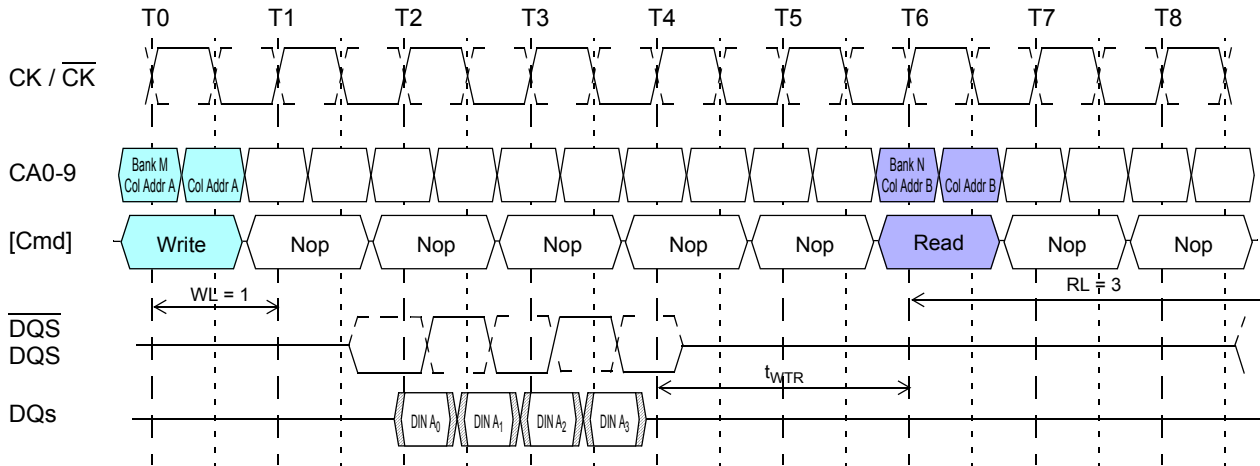 T0 T1 T2 T3 T4 T5 T6 T7 T8
CK / CK
CA0-9
Bank M
Col Addr A
Col Addr A
Bank N
Col Addr B
Col Addr B
[Cmd]
Write Nop Nop Nop Nop Nop Read Nop Nop
WL = 1
RL = 3
DQS
DQS
tWTR
DQs
DIN A0 DIN A1 DIN A2 DIN A3